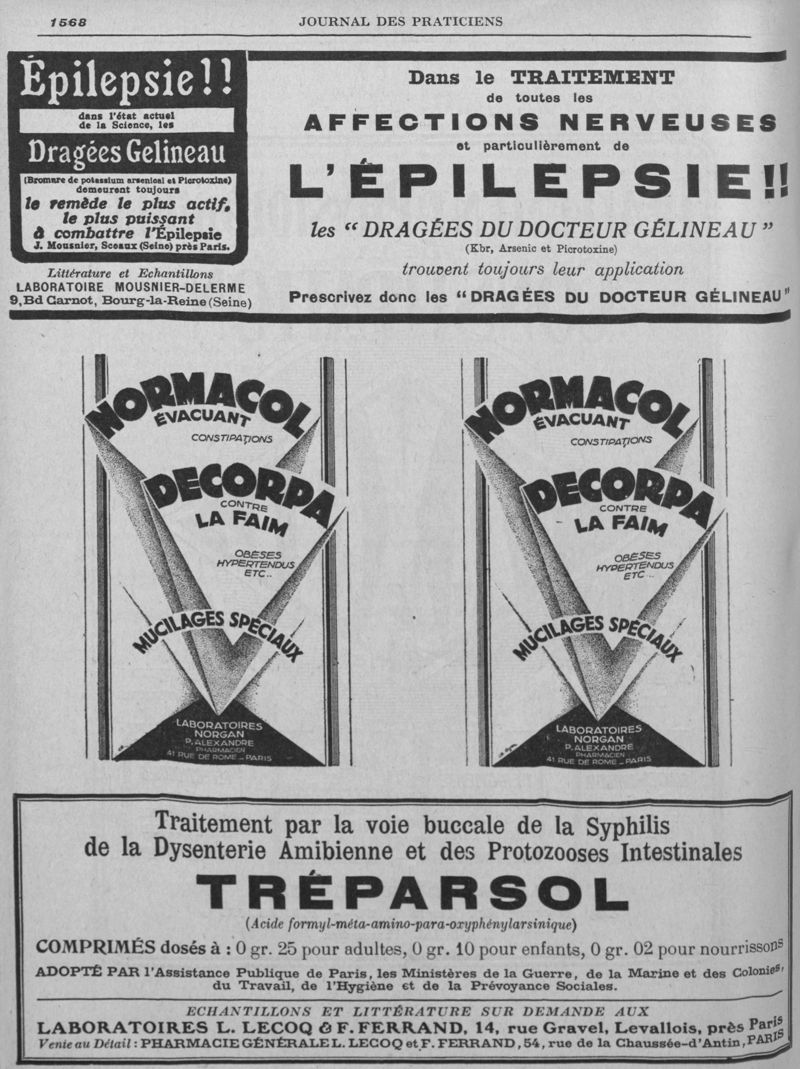 1568
JOURNAL DES PRATICIENS
Épilepsie!!
dans l'état actuel
de la Science, les
Dragées Gelineau
(Bromure de potassium arsenical et Picrotoxine)
demeurent toujours
le remède le plus actif,
le plus puissant
à combattre l'Épilepsie
J. Mousnier, Sceaux (Seine) près Paris.
Littérature et Echantillons
LABORATOIRE MOUSNIER-DELERME
9, Bd Carnot, Bourg-la-Reine (Seine)
Dans le TRAITEMENT
de toutes les
AFFECTIONS NERVEUSES
et particulièrement de
L'ÉPILEPSIE!!
les “ DRAGÉES DU DOCTEUR GÉLINEAU ”
(Kbr, Arsenic et Picrotoxine)
trouvent toujours leur application
Prescrivez donc les “DRAGÉES DU DOCTEUR GÉLINEAU”
NORMACOL
ÉVACUANT
CONSTIPATIONS
DECORPA
CONTRE
LA FAIM
OBÈSES
HYPERTENDUS
ETC..
MUCILAGES SPÉCIAUX
LABORATOIRES
NORGAN
P. ALEXANDRE
PHARMACIEN
41 RUE DE ROME _ PARIS
NORMACOL
ÉVACUANT
CONSTIPATIONS
DECORPA
CONTRE
LA FAIM
OBÈSES
HYPERTENDUS
ETC...
MUCILAGES SPÉCIAUX
LABORATOIRES
NORGAN
P. ALEXANDRE
PHARMACIEN
41 RUE DE ROME _ PARIS
Traitement par la voie buccale de la Syphilis
de la Dysenterie Amibienne et des Protozooses Intestinales
TRÉPARSOL
(Acide formyl-méta-amino-para-oxyphénylarsinique)
COMPRIMÉS dosés à : 0 gr. 25 pour adultes, 0 gr. 10 pour enfants, 0 gr. 02 pour nourrissons
ADOPTÉ PAR l'Assistance Publique de Paris, les Ministères de la Guerre, de la Marine et des Colonies,
du Travail, de l'Hygiène et de la Prévoyance Sociales.
ECHANTILLONS ET LITTÉRATURE SUR DEMANDE AUX
LABORATOIRES L. LECOQ & F. FERRAND, 14, rue Gravel, Levallois, près Paris
Vente au Détail : PHARMACIE GÉNÉRALE L. LECOQ et F. FERRAND, 54, rue de la Chaussée-d'Antin, PARIS